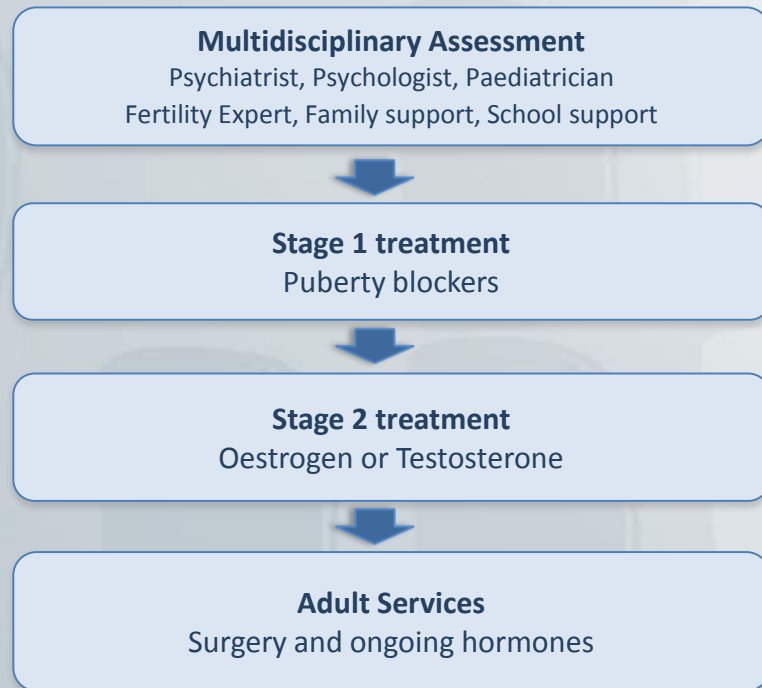 Multidisciplinary Assessment
Psychiatrist, Psychologist, Paediatrician
Fertility Expert, Family support, School support
Stage 1 treatment
Puberty blockers
Stage 2 treatment
Oestrogen or Testosterone
Adult Services
Surgery and ongoing hormones